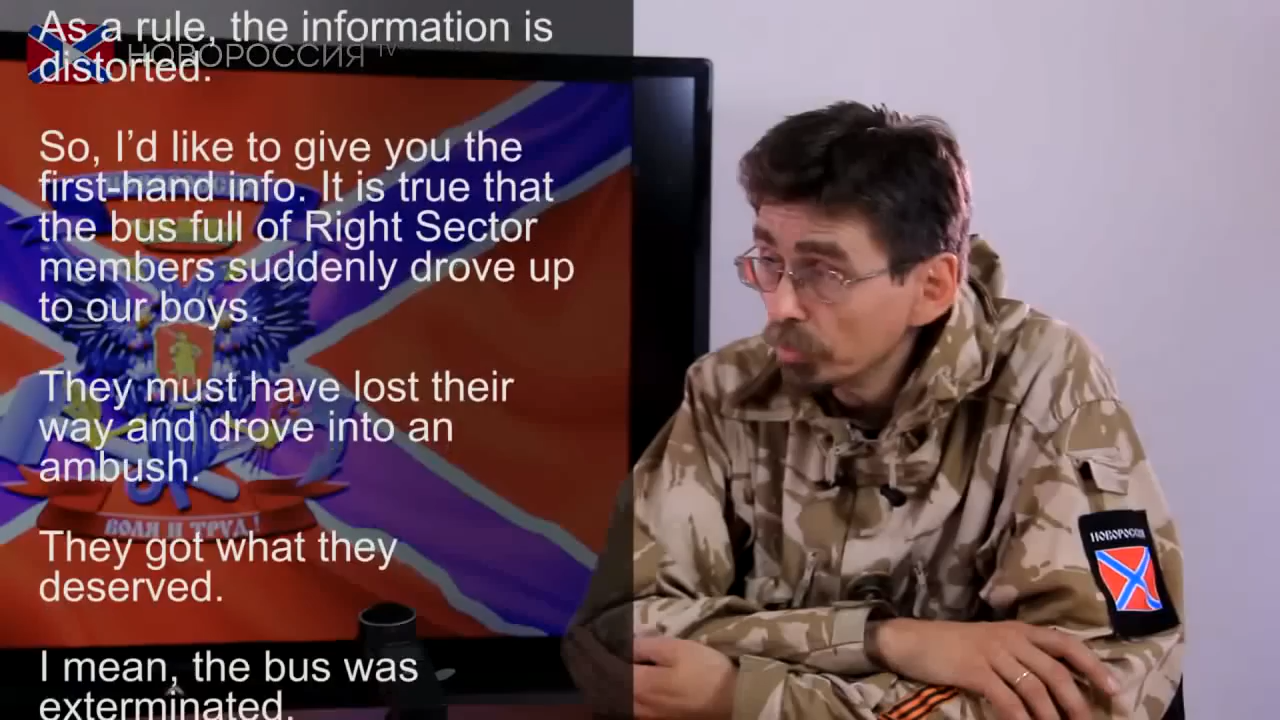 As a rule, the information is
НОВОРОССИЯ TV
distorted.
So, I'd like to give you the
first-hand info. It is true that
the bus full of Right Sector
members suddenly drove up
to our boys.
They must have lost their
way and drove into an
ambush.
ВОЛЯ И ТРУД!
They got what they
deserved.
I mean, the bus was
exterminated.
НОВОРОССИЯ